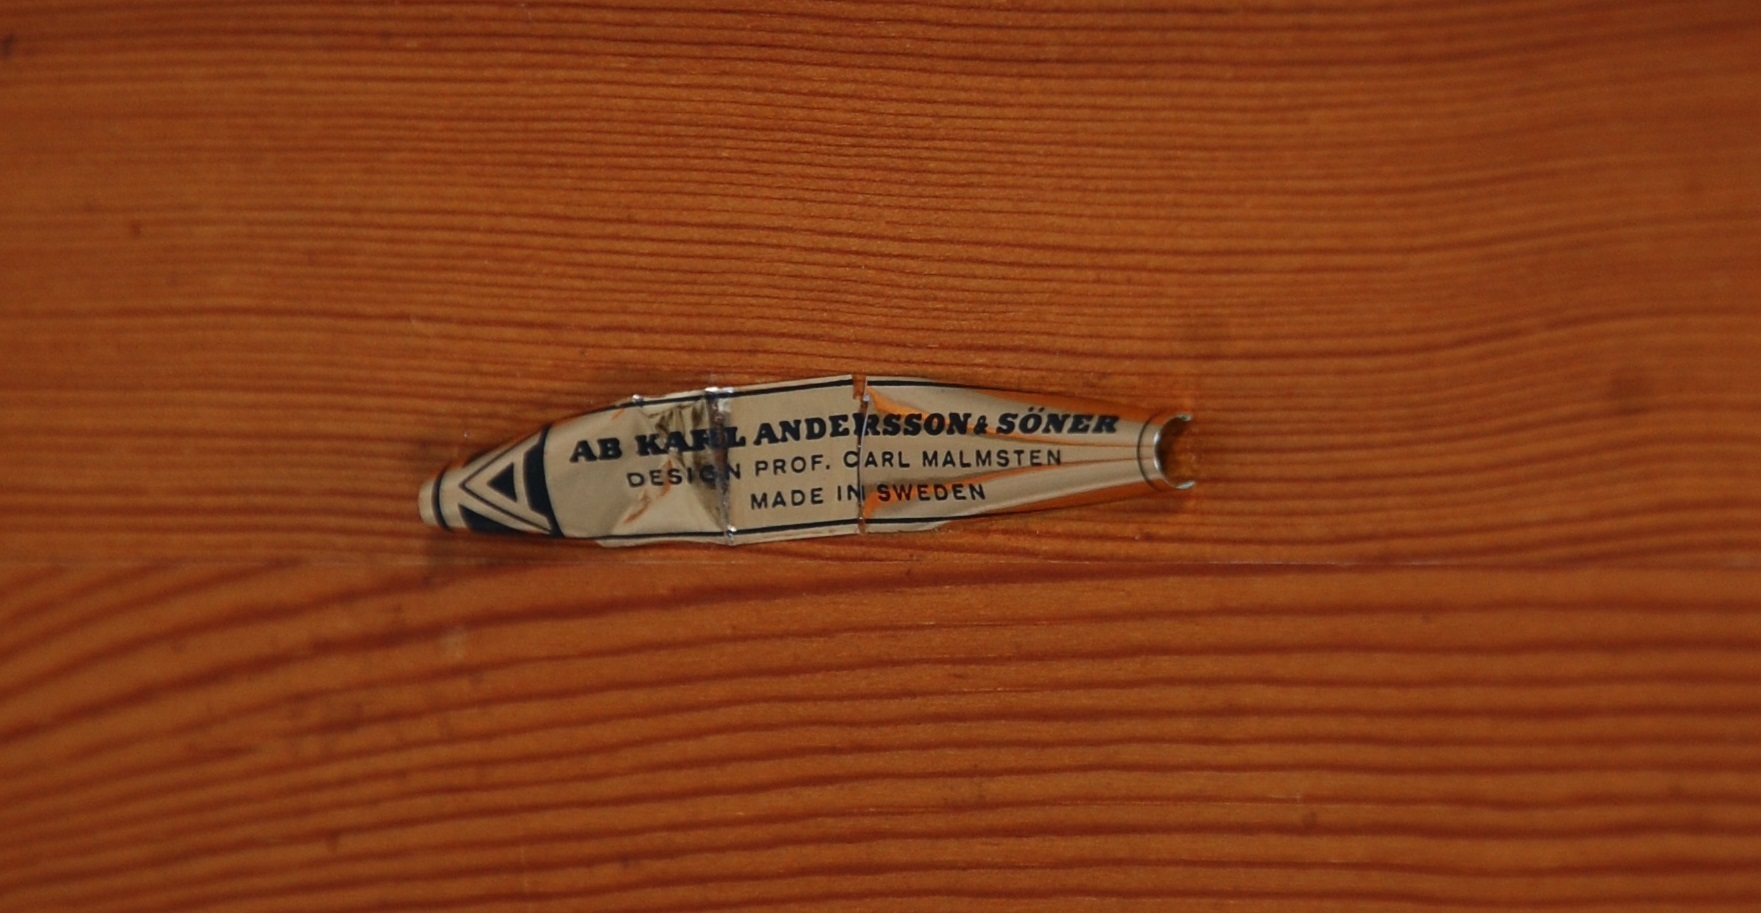 AB KARL ANDERSSON & SÖNER
DESIGN PROF. CARL MALMSTEN
MADE IN SWEDEN